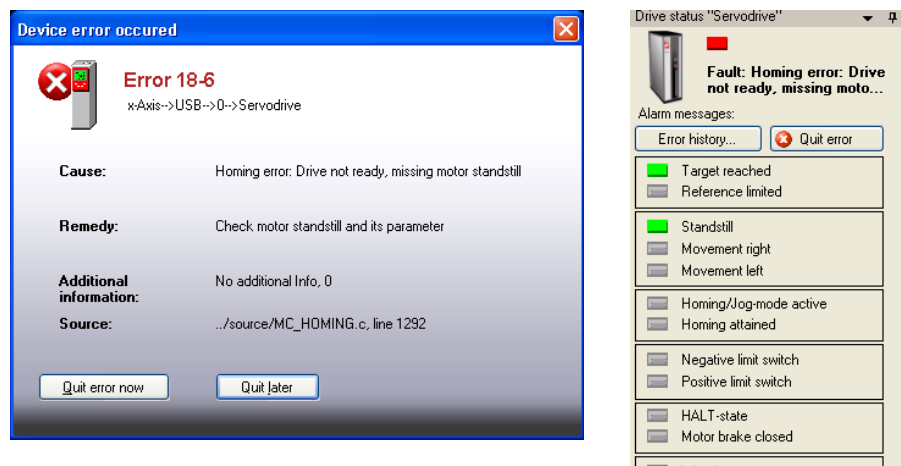 Device error occured
Error 18-6
x-Axis-->USB-->0-->Servodrive
Cause: Homing error: Drive not ready, missing motor standstill
Remedy: Check motor standstill and its parameter
Additional information: No additional Info, 0
Source: ../source/MC_HOMING.c, line 1292
Quit error now Quit later
Drive status "Servodrive"
Fault: Homing error: Drive
not ready, missing moto...
Alarm messages:
Error history... Quit error
Target reached
Reference limited
Standstill
Movement right
Movement left
Homing/Jog-mode active
Homing attained
Negative limit switch
Positive limit switch
HALT-state
Motor brake closed